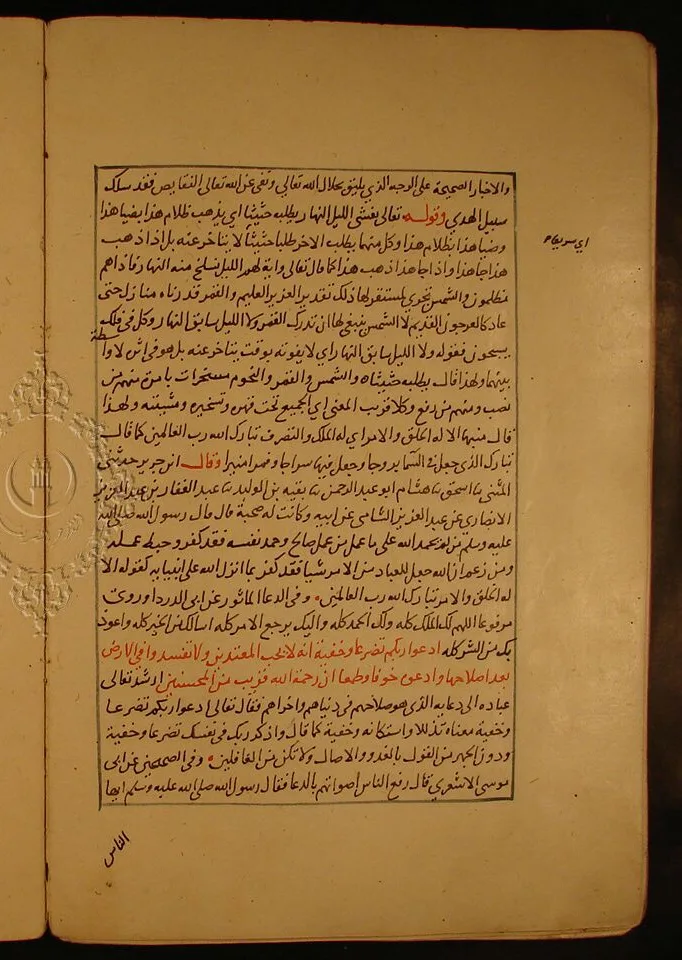 والاخبار الصحيحة على الوجه الذي يليق بجلال الله تعالي ونفى عن الله تعالى النقايص فقد سلك
سبيل الهدي وقوله تعالى يغشى الليل النهار يطلبه حثيثا اي يذهب ظلام هذا بضيا هذا
وضيا هذا بظلام هذا وكل منهما يطلب الاخر طلبا حثيثا لا يتاخر عنه بل اذا ذهب
هذا جا هذا واذا جا هذا ذهب هذا كما قال تعالى واية لهم الليل نسلخ منه النهار فاذا هم
مظلمون والشمس تجري لمستقر لها ذلك تقدير العزيز العليم والقمر قدرناه منازل حتى
عاد كالعرجون القديم لا الشمس ينبغي لها ان تدرك القمر ولا الليل سابق النهار وكل في فلك
يسبحون فقوله ولا الليل سابق النهار اي لا يفوته بوقت يتاخر عنه بل هو في اثره لا واسطة
بينهما ولهذا قال يطلبه حثيثا والشمس والقمر والنجوم مسخرات بامره منهم من
نصب ومنهم من رفع وكلاه قريب المعنى اي الجميع تحت قهره وتسخيره ومشيئته ولهذا
قال منبها الا له الخلق والامر اي له الملك والتصرف تبارك الله رب العالمين كما قال
تبارك الذي جعل في السما بروجا وجعل فيها سراجا وقمرا منيرا وقال ابن جرير حدثني
المثنى ثنا اسحق ثنا هشام ابو عبد الرحمن ثنا بقية بن الوليد ثنا عبد الغفار بن عبد العزيز
الانصاري عن عبد العزيز الشامي عن ابيه وكانت له صحبة قال قال رسول الله صلى الله
عليه وسلم من لم يحمد الله على ما عمل من عمل صالح وحمد نفسه فقد كفر وحبط عمله
ومن زعم ان الله جعل للعباد من الامر شيا فقد كفر بما انزل الله على انبيايه لقوله الا
له الخلق والامر تبارك الله رب العالمين وفي الدعا الماثور عن ابي الدردا وروى
مرفوعا اللهم لك الملك كله ولك الحمد كله واليك يرجع الامر كله اسالك من الخير كله واعوذ
بك من الشر كله ادعوا ربكم تضرعا وخفية انه لا يحب المعتدين ولا تفسدوا في الارض
بعد اصلاحها وادعوه خوفا وطمعا ان رحمة الله قريب من المحسنين ارشد تعالى
عباده الى دعايه الذي هو صلاحهم في دنياهم واخراهم فقال تعالى ادعوا ربكم تضرعا
وخفية معناه تذللا واستكانه وخفية كما قال واذكر ربك في نفسك تضرعا وخفية
ودون الجهر من القول بالغدو والاصال ولا تكن من الغافلين وفي الصحيحين عن ابى
موسى الاشعري قال رفع الناس اصواتهم بالدعا فقال رسول الله صلى الله عليه وسلم ايها
الناس
اي سريعا